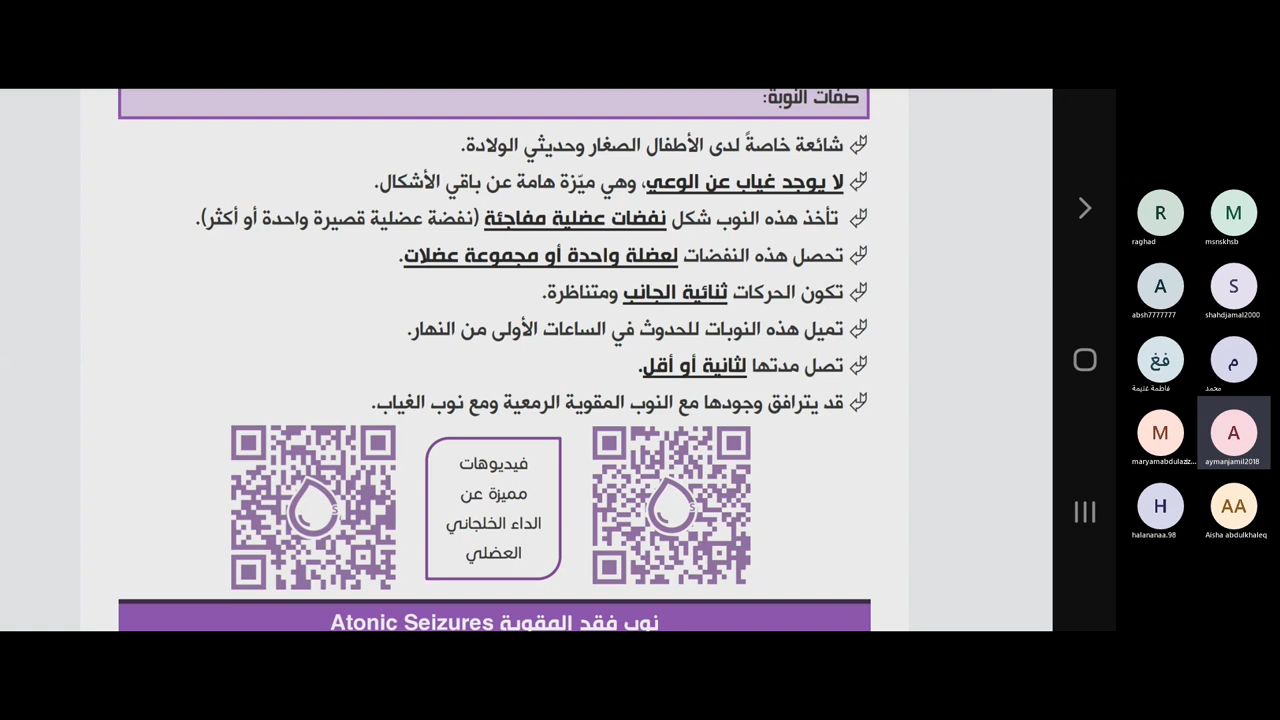 صفات النوبة:
شائعة خاصةً لدى الأطفال الصغار وحديثي الولادة.
لا يوجد غياب عن الوعي، وهي ميّزة هامة عن باقي الأشكال.
تأخذ هذه النوب شكل نفضات عضلية مفاجئة (نفضة عضلية قصيرة واحدة أو أكثر).
تحصل هذه النفضات لعضلة واحدة أو مجموعة عضلات.
تكون الحركات ثنائية الجانب ومتناظرة.
تميل هذه النوبات للحدوث في الساعات الأولى من النهار.
تصل مدتها لثانية أو أقل.
قد يترافق وجودها مع النوب المقوية الرمعية ومع نوب الغياب.
فيديوهات
مميزة عن
الداء الخلجاني
العضلي
نوب فقد المقوية Atonic Seizures
R
raghad
M
msnskhsb
A
absh7777777
S
shahdjamal2000
فغ
فاطمة غنيمة
م
محمد
M
maryamabdulaziz...
A
aymanjamil2018
H
halananaa.98
AA
Aisha abdulkhaleq